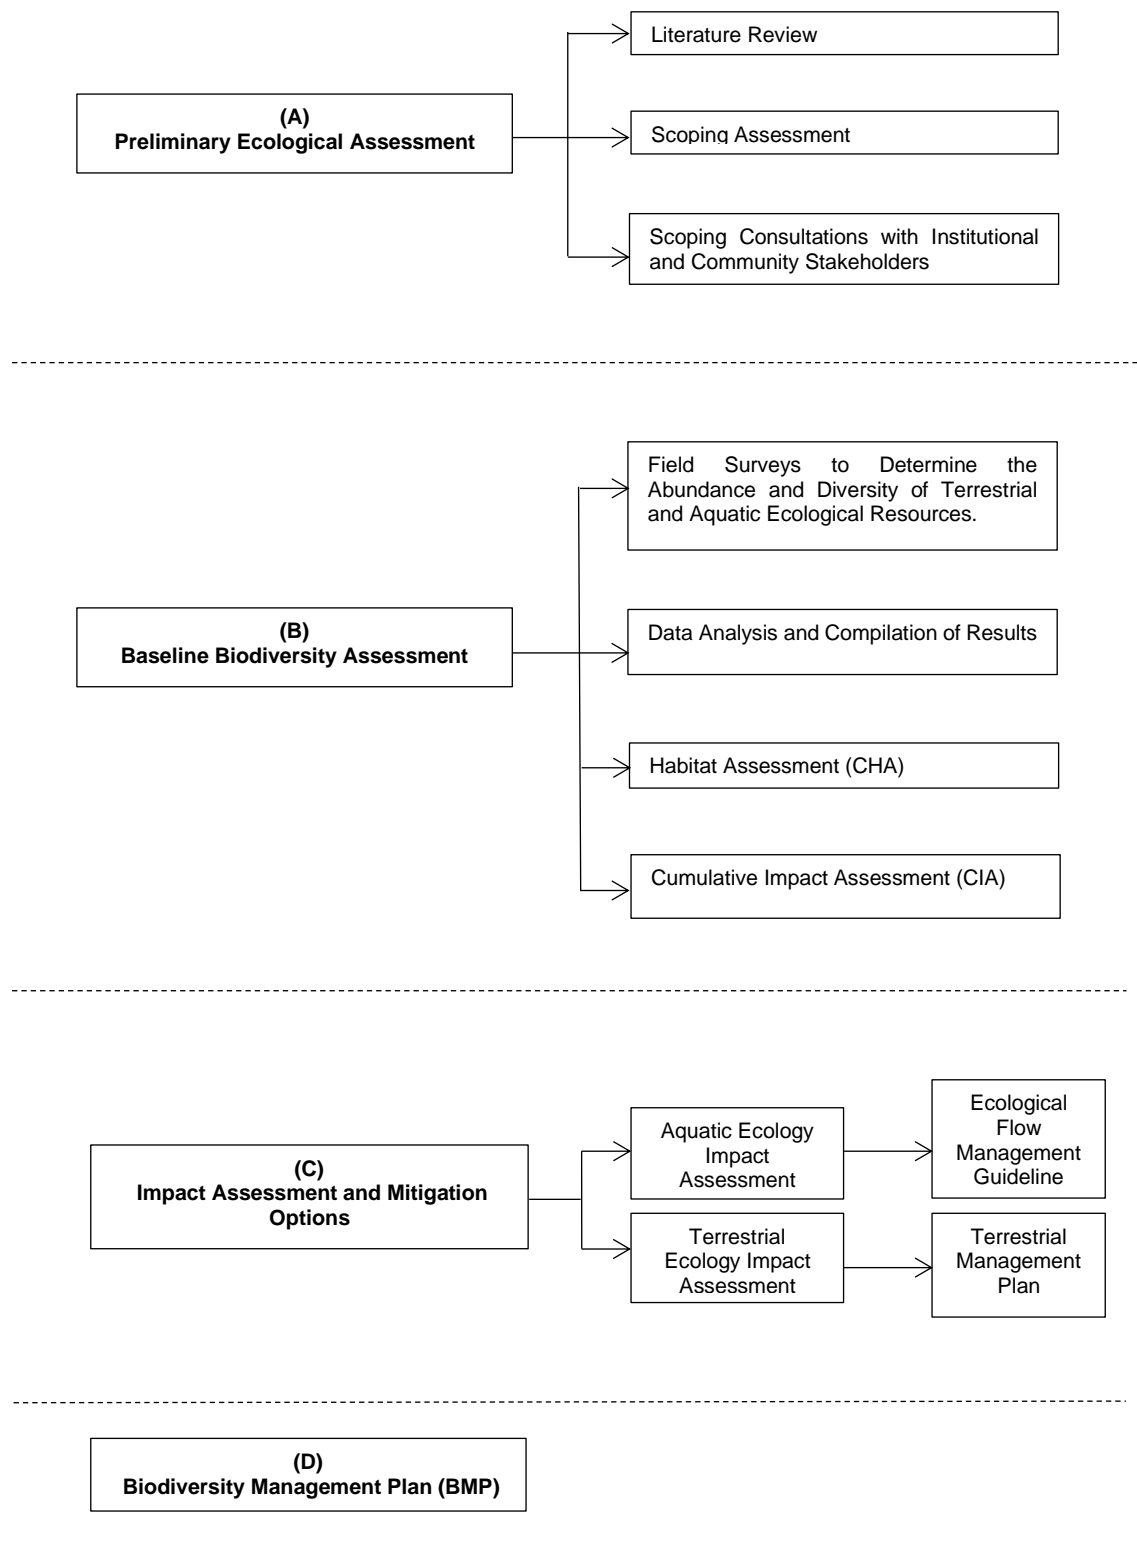 Literature Review
(A)
Preliminary Ecological Assessment
Scoping Assessment
Scoping Consultations with Institutional
and Community Stakeholders
Field Surveys to Determine the
Abundance and Diversity of Terrestrial
and Aquatic Ecological Resources.
(B)
Baseline Biodiversity Assessment
Data Analysis and Compilation of Results
Habitat Assessment (CHA)
Cumulative Impact Assessment (CIA)
(C)
Impact Assessment and Mitigation
Options
Aquatic Ecology
Impact
Assessment
Ecological
Flow
Management
Guideline
Terrestrial
Ecology Impact
Assessment
Terrestrial
Management
Plan
(D)
Biodiversity Management Plan (BMP)